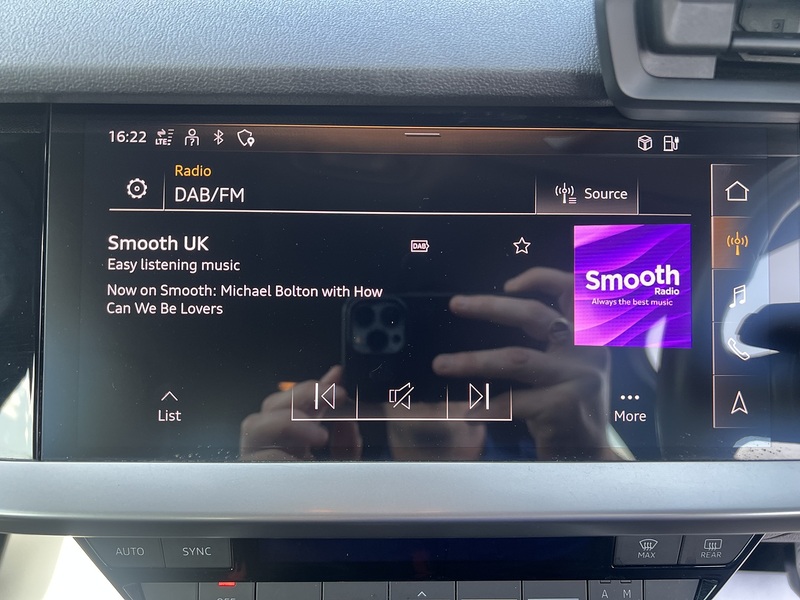 16:22 LTE
Radio
DAB/FM
Source
Smooth UK
DAB
Easy listening music
Now on Smooth: Michael Bolton with How
Can We Be Lovers
Smooth
Radio
Always the best music
List
More
AUTO
SYNC
MAX
REAR
OFF
A M